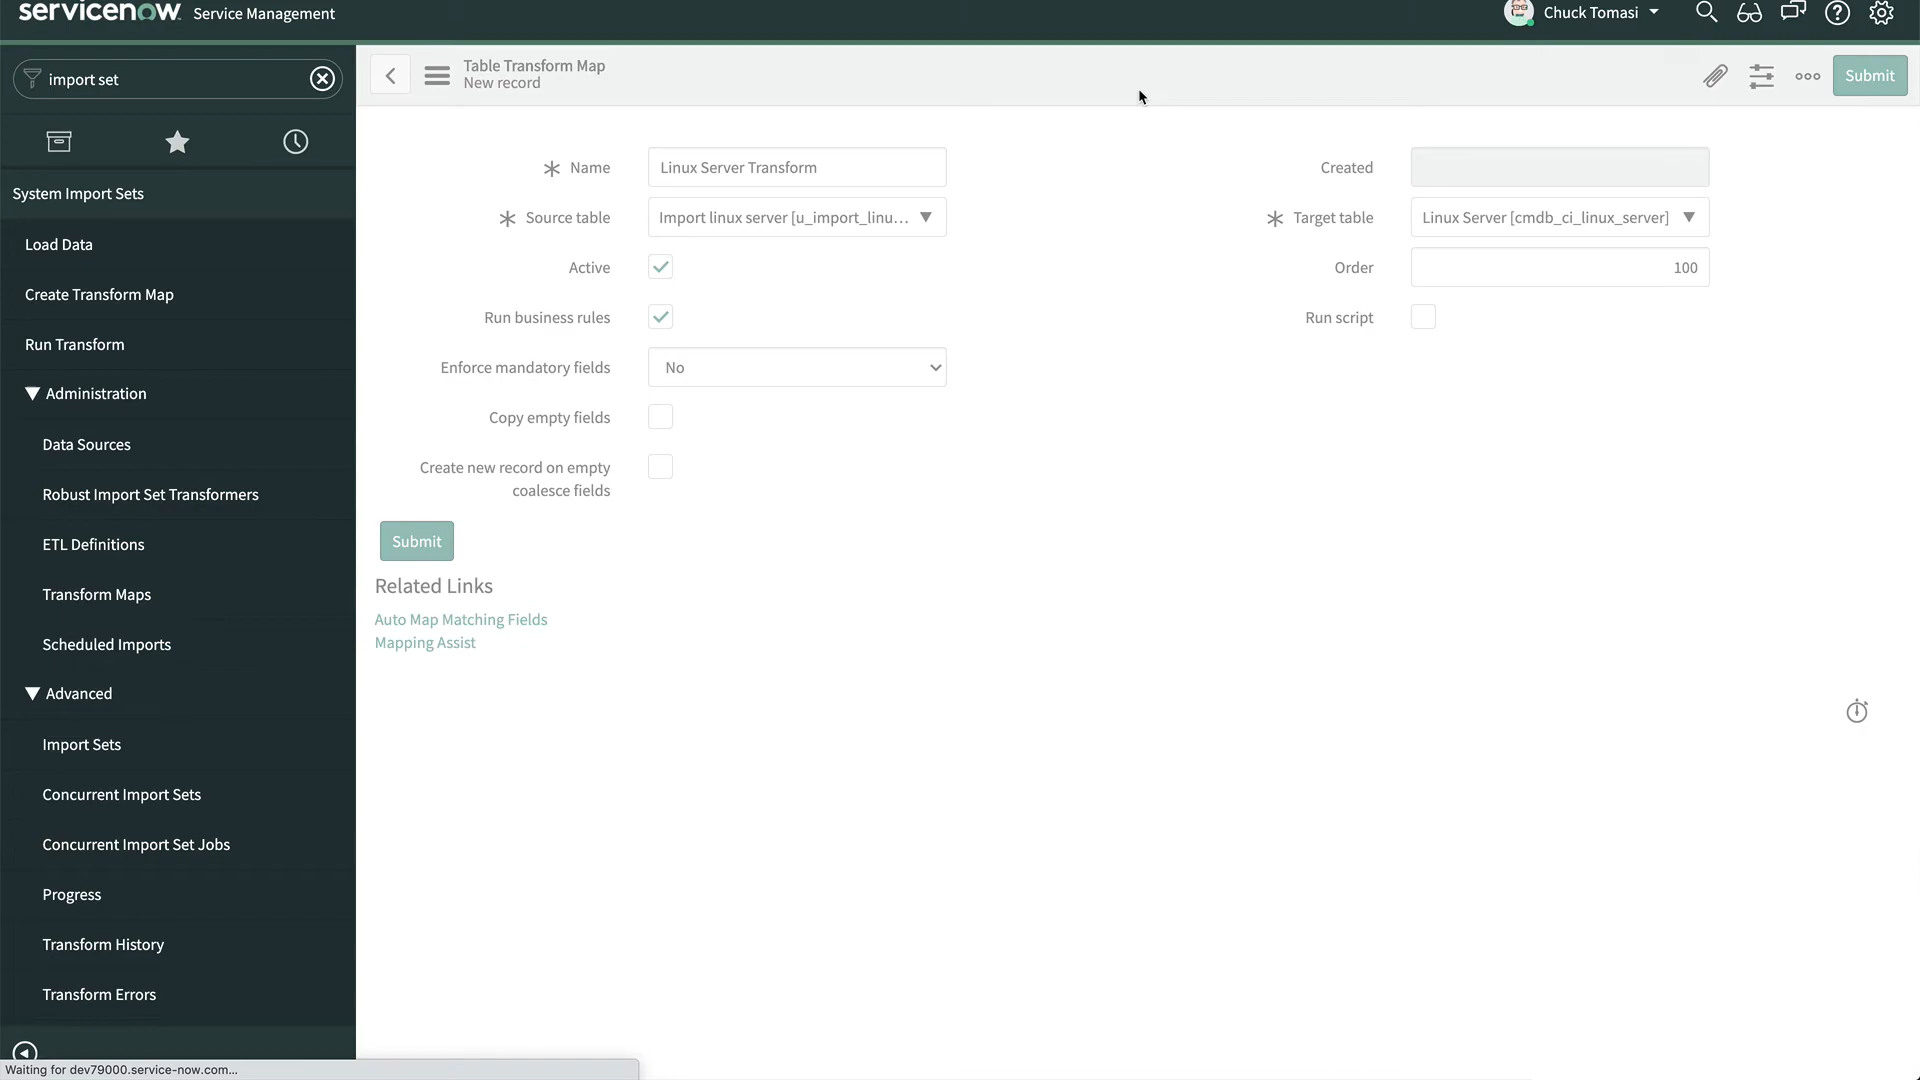 servicenow Service Management
Chuck Tomasi
import set
Table Transform Map
New record
Submit
System Import Sets
Load Data
Create Transform Map
Run Transform
Administration
Data Sources
Robust Import Set Transformers
ETL Definitions
Transform Maps
Scheduled Imports
Advanced
Import Sets
Concurrent Import Sets
Concurrent Import Set Jobs
Progress
Transform History
Transform Errors
Name Linux Server Transform
Source table Import linux server [u_import_linu...
Active
Run business rules
Enforce mandatory fields No
Copy empty fields
Create new record on empty
coalesce fields
Created
Target table Linux Server [cmdb_ci_linux_server]
Order 100
Run script
Submit
Related Links
Auto Map Matching Fields
Mapping Assist
Waiting for dev79000.service-now.com...